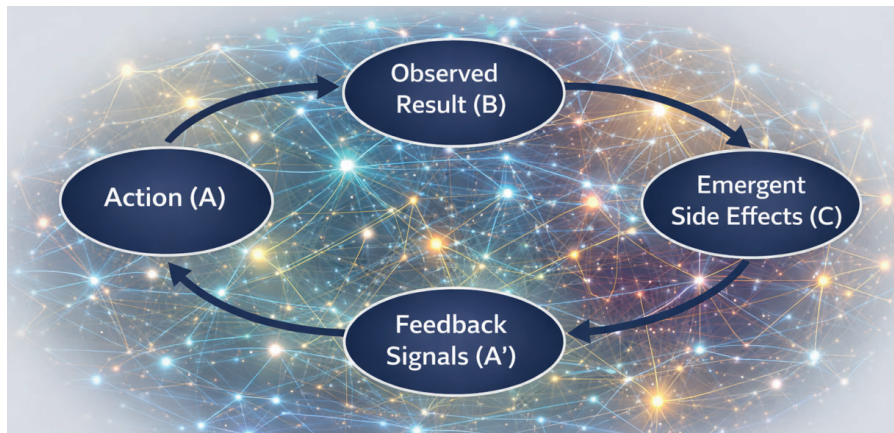 Observed
Result (B)
Action (A)
Emergent
Side Effects (C)
Feedback
Signals (A’)